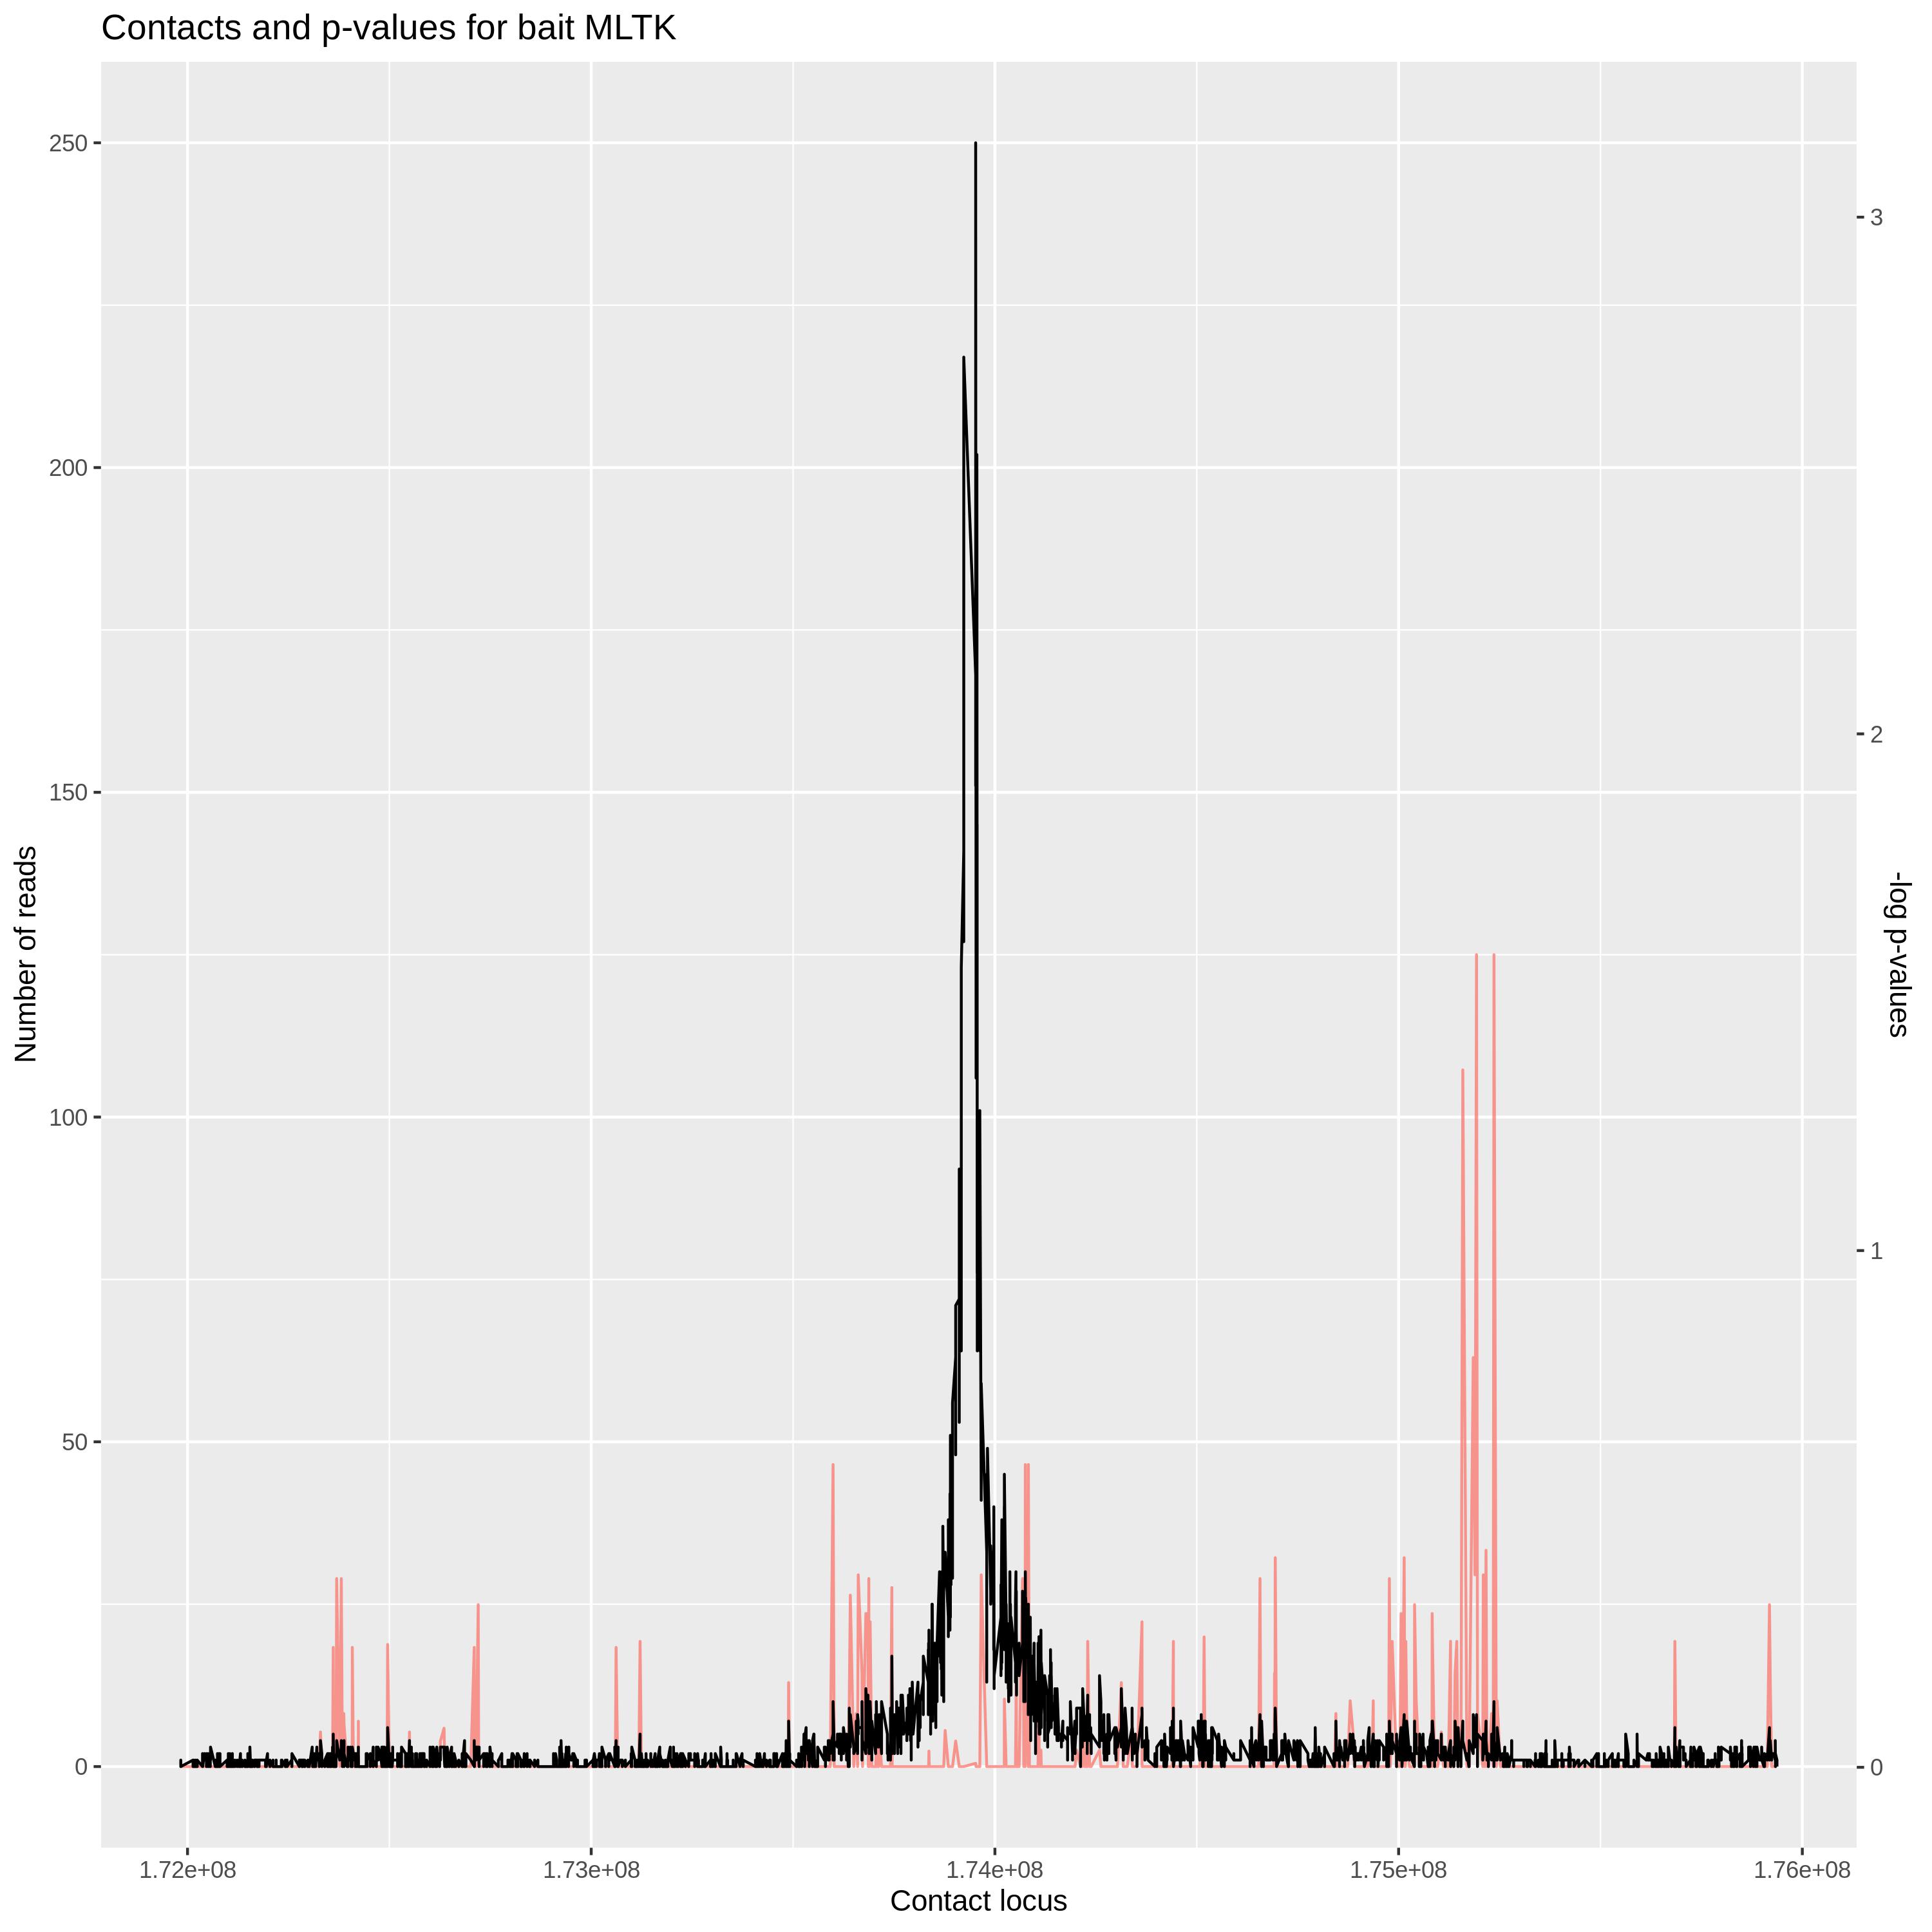 Contacts and p-values for bait MLTK
250
200
150
100
50
0
Number of reads
3
2
1
0
-log p-values
1.72e+08 1.73e+08 1.74e+08 1.75e+08 1.76e+08
Contact locus